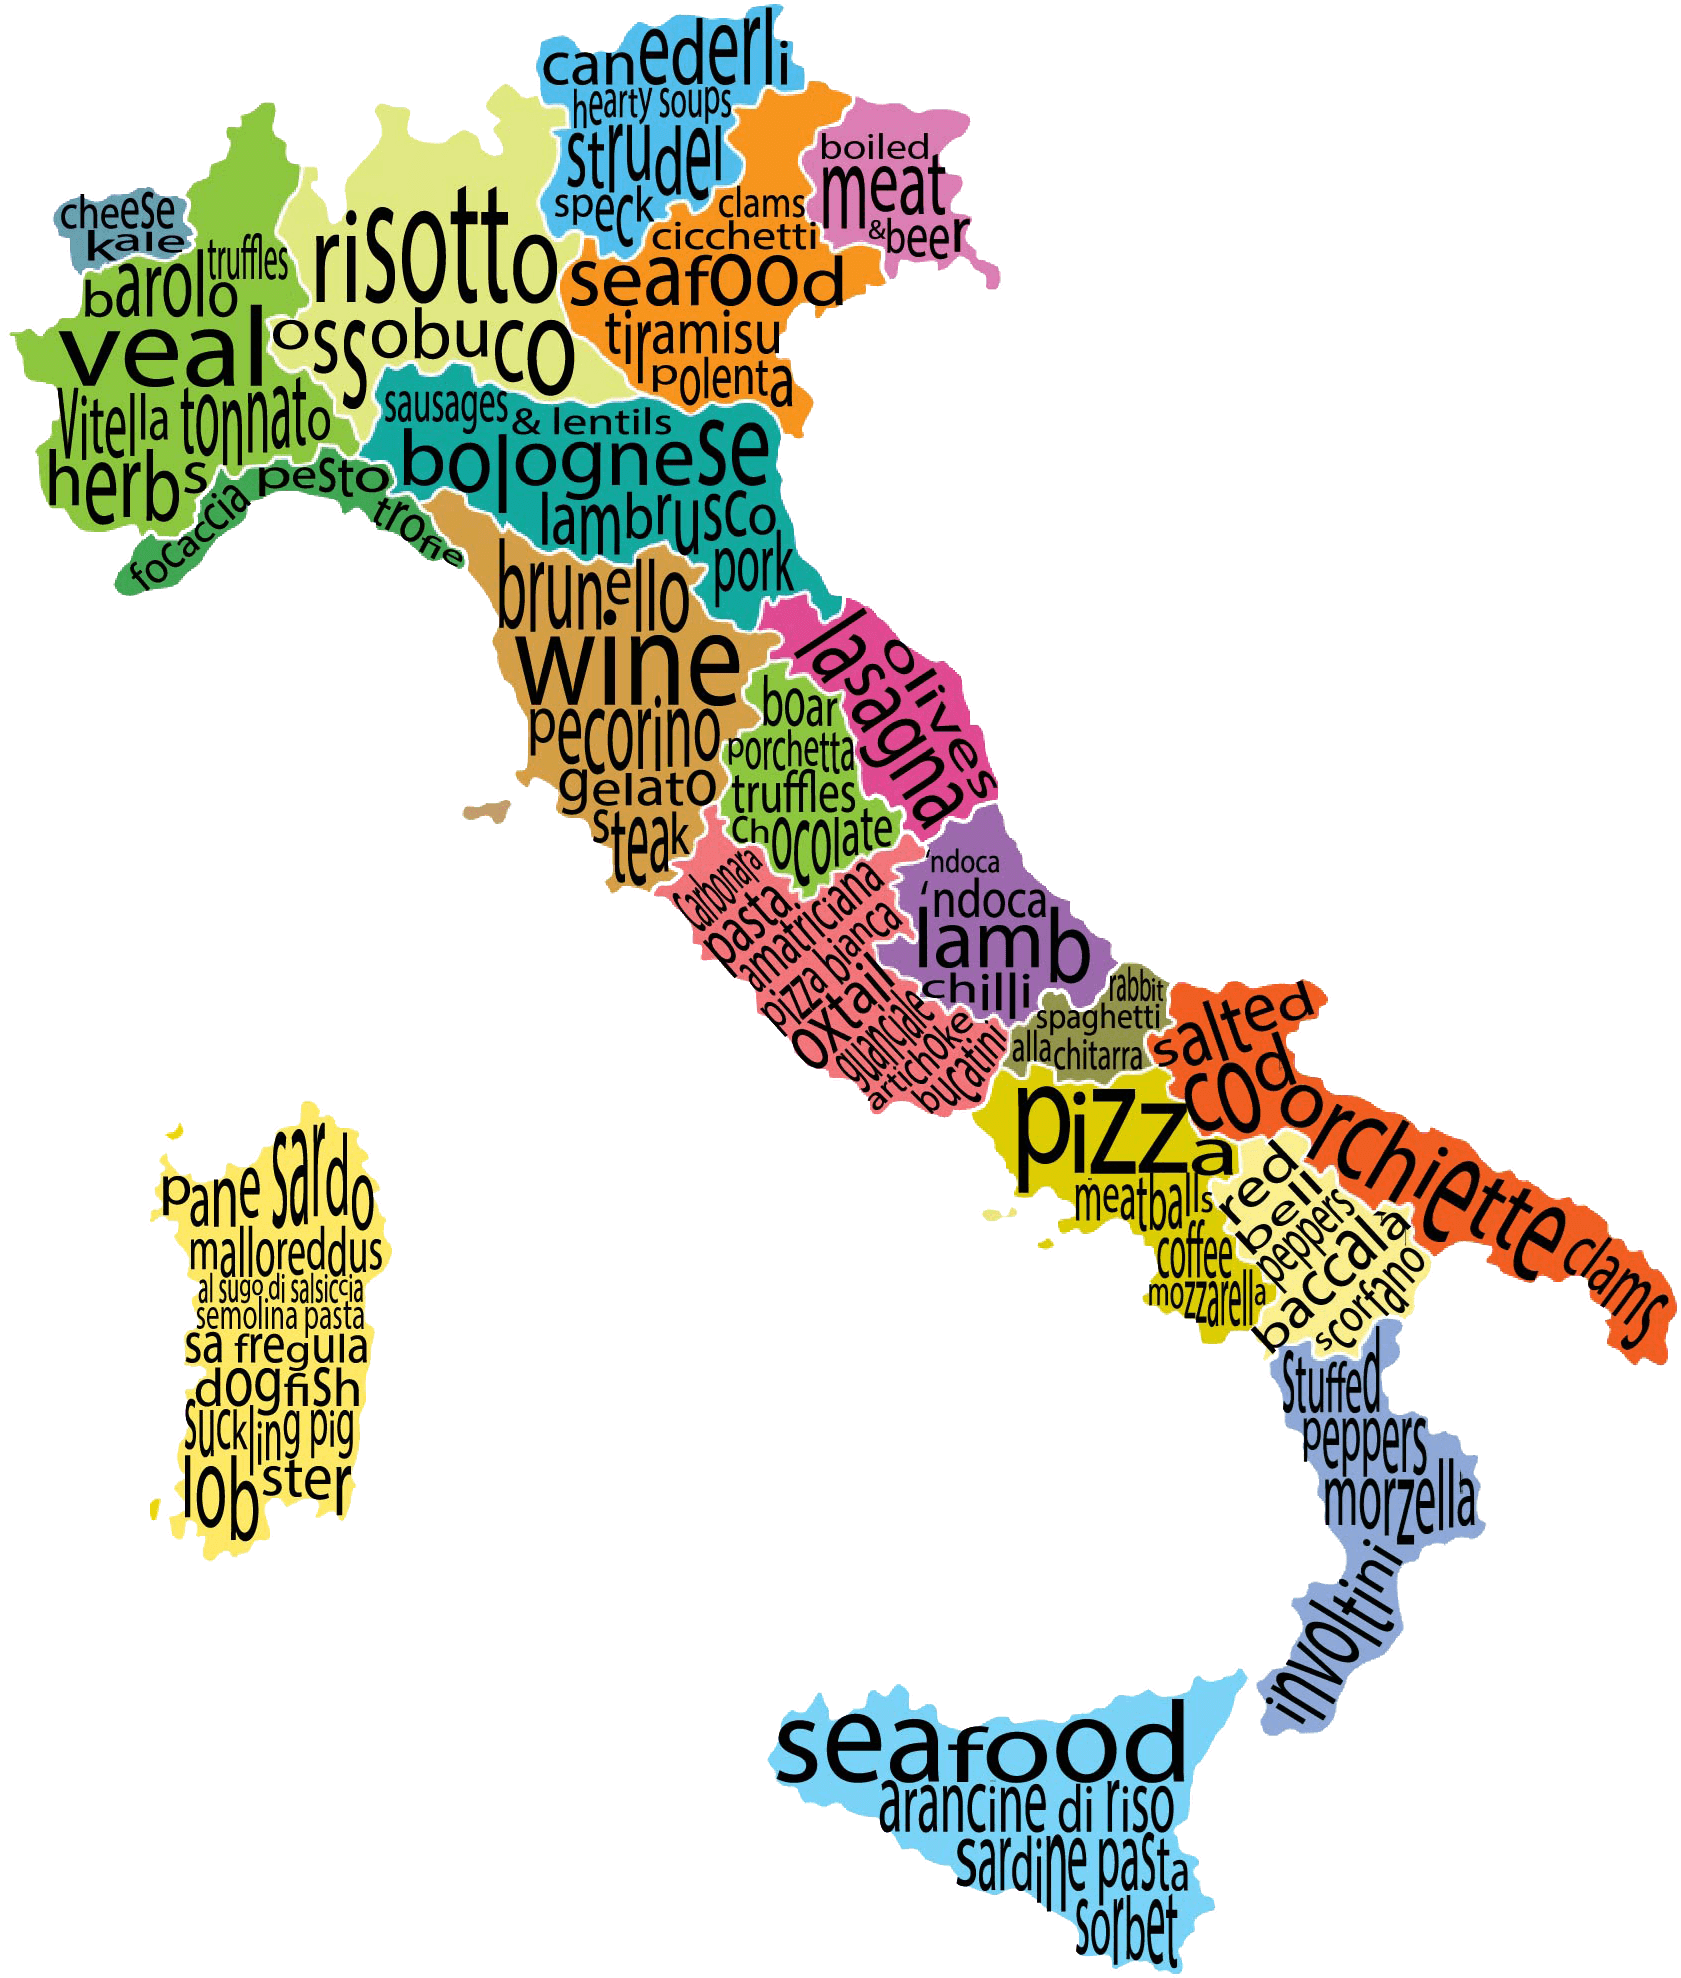 canederli
hearty soups
strudel
speck
boiled
meat
&beer
clams
cicchetti
seafood
tiramisu
polenta
cheese
kale
truffles
barolo
veal
Vitella tonnato
herbs
risotto
ossobuco
sausages & lentils
bolognese
lambrusco
pork
focaccia pesto trofie
brunello
wine
pecorino
gelato
steak
olives
lasagna
boar
porchetta
truffles
chocolate
Carbonara
pasta
amatriciana
pizza bianca
oxtail
guanciale
artichoke
bucatini
'ndoca
'ndoca
lamb
chilli
rabbit
spaghetti
alla chitarra
salted
cod
orchiette
clams
pizza
meatballs
coffee
mozzarella
red
bell
peppers
baccalà
scorfano
Stuffed
peppers
morzella
involtini
pane sardo
malloreddus
al sugo di salsiccia
semolina pasta
sa fregula
dogfish
Suckling pig
lobster
seafood
arancine di riso
sardine pasta
sorbet